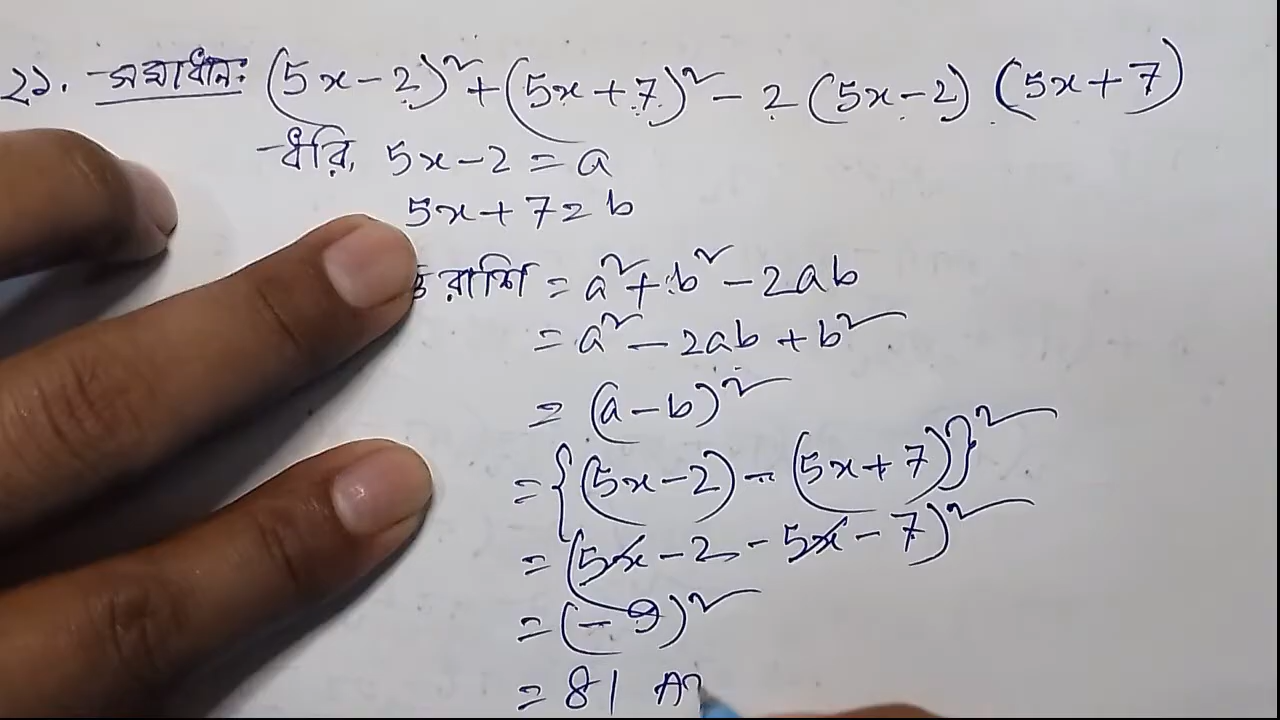 ২১. সমাধান: (5x-2)² + (5x+7)² - 2 (5x-2) (5x+7)
ধরি, 5x-2 = a
5x+7 = b
রাশি = a² + b² - 2ab
= a² - 2ab + b²
= (a-b)²
= {(5x-2) - (5x+7)}²
= (5x - 2 - 5x - 7)²
= (-9)²
= 81